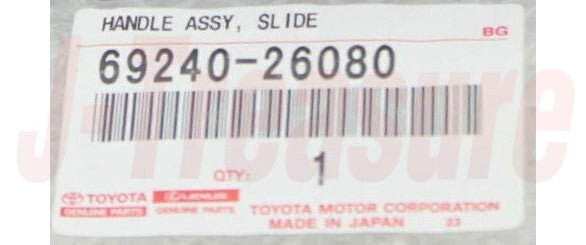 HANDLE ASSY, SLIDE
BG
69240-26080
QTY: 1
TOYOTA LEXUS
GENUINE PARTS GENUINE PARTS
TOYOTA MOTOR CORPORATION
MADE IN JAPAN 23
J-Treasure